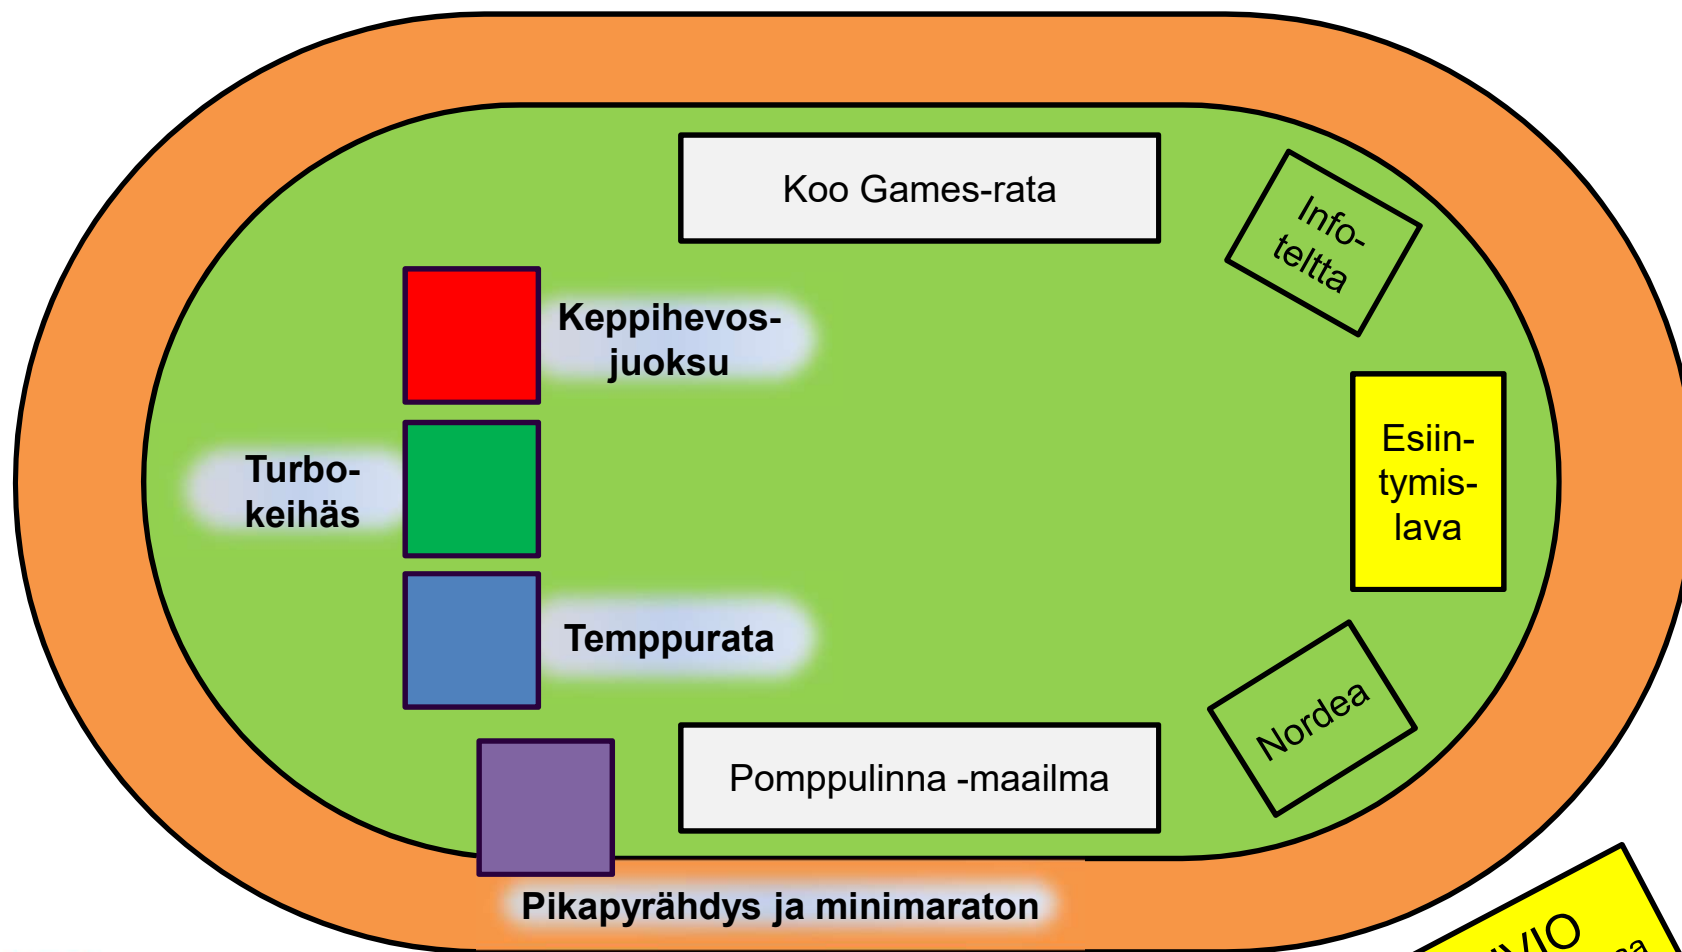 Koo Games-rata
Info-
teltta
Keppihevos-
juoksu
Esiin-
tymis-
lava
Turbo-
keihäs
Temppurata
Nordea
Pomppulinna -maailma
Pikapyrähdys ja minimaraton